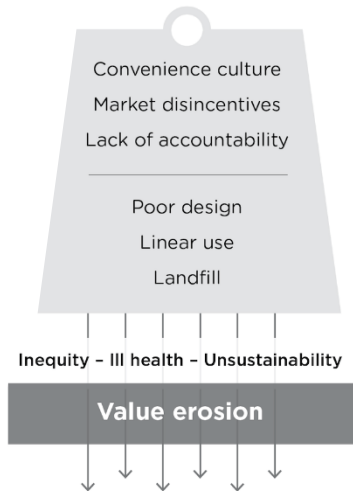 Convenience culture
Market disincentives
Lack of accountability
Poor design
Linear use
Landfill
Inequity – Ill health – Unsustainability
Value erosion